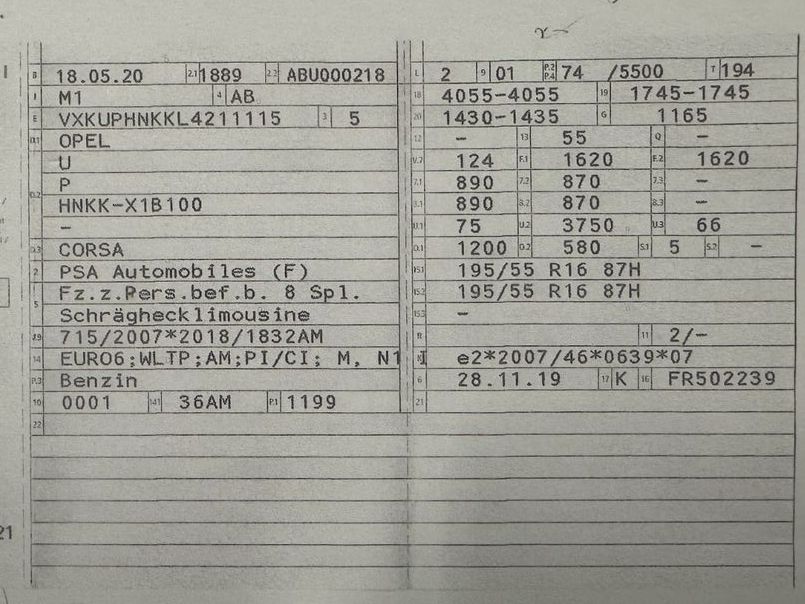 B 18.05.20 2.1 1889 2.2 ABU000218
J M1 4 AB
E VXKUPHNKKL4211115 3 5
D.1 OPEL
D.2 U
P
HNKK-X1B100
-
D.3 CORSA
2 PSA Automobiles (F)
5 Fz.z.Pers.bef.b. 8 Spl.
Schrägheck limousine
V.9 715/2007*2018/1832AM
14 EURO6;WLTP;AM;PI/CI; M, N1
P.3 Benzin
10 0001 14.1 36AM P.1 1199
22
L 2 9 01 P.2 P.4 74 /5500 T 194
18 4055-4055 19 1745-1745
20 1430-1435 G 1165
12 - 13 55 Q -
V.7 124 F.1 1620 F.2 1620
7.1 890 7.2 870 7.3 -
8.1 890 8.2 870 8.3 -
U.1 75 U.2 3750 U.3 66
O.1 1200 O.2 580 S.1 5 S.2 -
15.1 195/55 R16 87H
15.2 195/55 R16 87H
15.3 -
R 11 2/-
K e2*2007/46*0639*07
6 28.11.19 17 K 16 FR502239
21
21